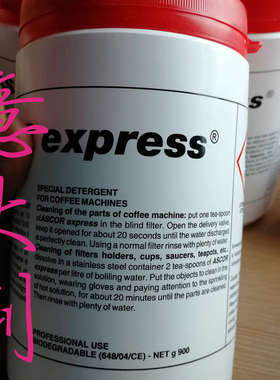 express®
SPECIAL DETERGENT
FOR COFFEE MACHINES
Cleaning of the parts of coffee machine: put one tea-spoon
of ASCOR express in the blind filter. Open the delivery valve,
keep it opened for about 20 seconds until the water discharged
perfectly clean. Using a normal filter rinse with plenty of water.
Cleaning of filters holders, cups, saucers, teapots, etc.:
dissolve in a stainless steel container 2 tea-spoons of ASCOR
express per litre of boliling water. Put the objects to clean in the
solution, wearing gloves and paying attention to the sprinkling
of hot solution, for about 20 minutes until the parts are cleaned.
Then rinse with plenty of water.
PROFESSIONAL USE
BIODEGRADABLE (648/04/CE) - NET g 900
意大利